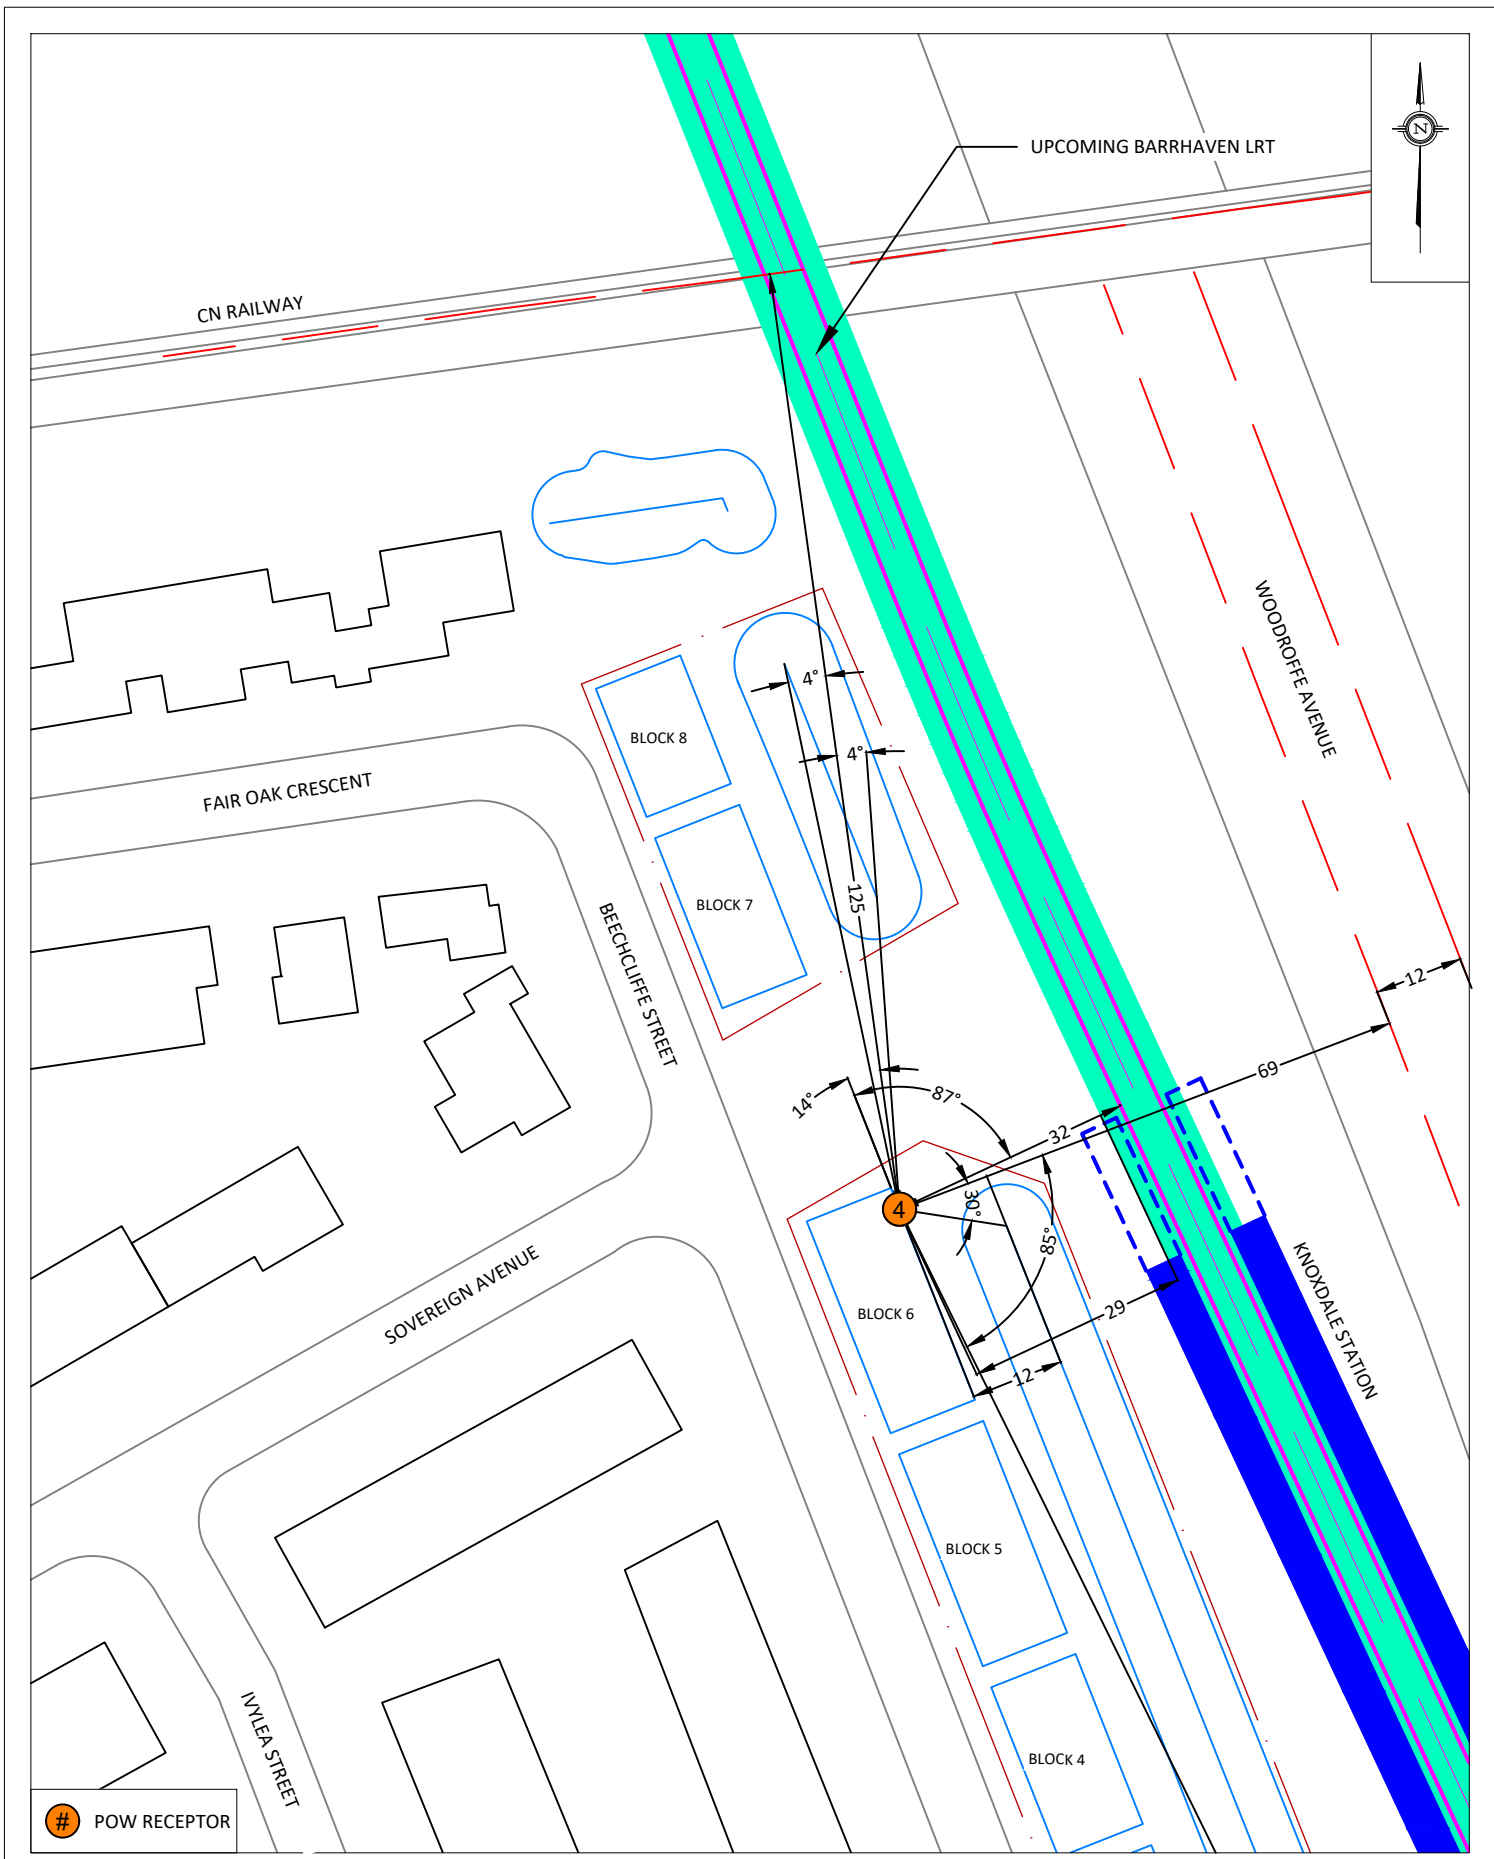 N
UPCOMING BARRHAVEN LRT
CN RAILWAY
WOODROFFE AVENUE
4°
BLOCK 8
4°
FAIR OAK CRESCENT
125
BLOCK 7
BEECHCLIFFE STREET
12
69
14°
87°
32
30°
4
85°
KNOXDALE STATION
SOVEREIGN AVENUE
BLOCK 6
29
12
BLOCK 5
IVYLEA STREET
BLOCK 4
# POW RECEPTOR